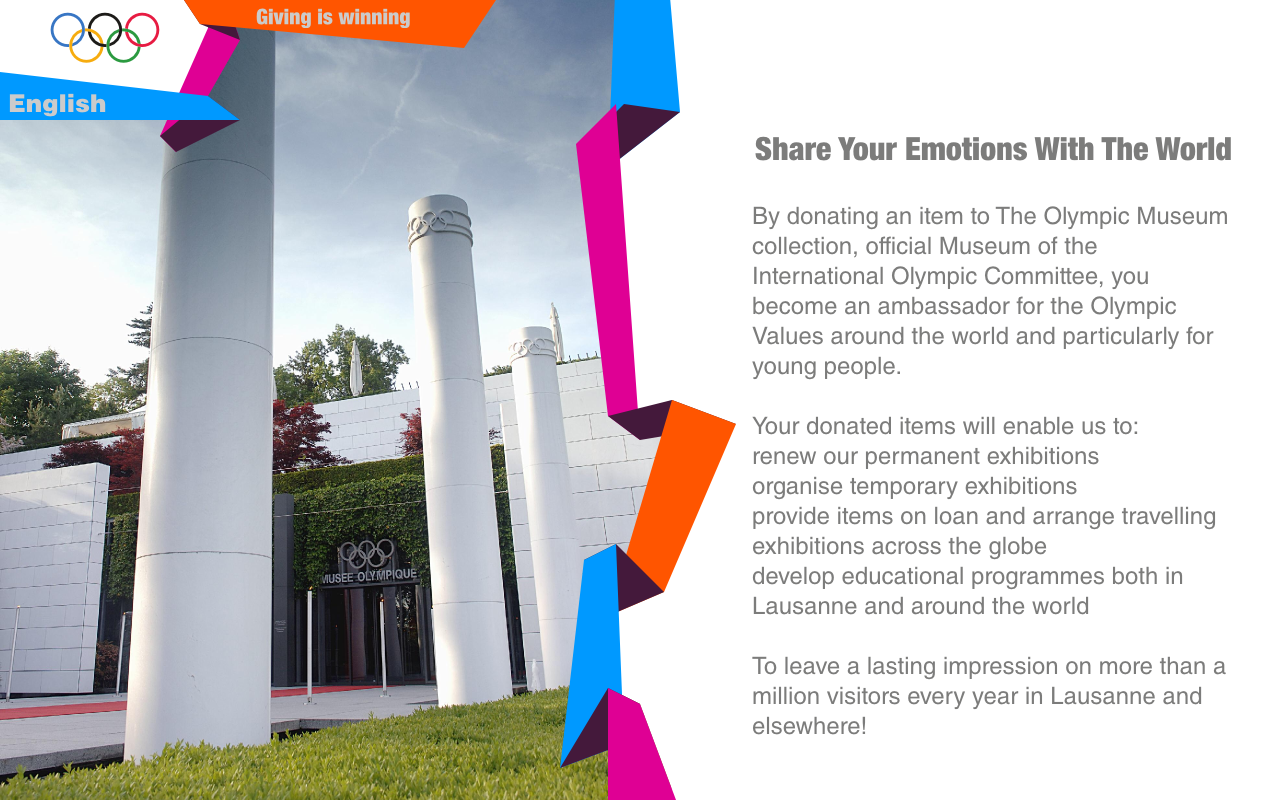 Giving is winning
English
MUSEE OLYMPIQUE
Share Your Emotions With The World
By donating an item to The Olympic Museum
collection, official Museum of the
International Olympic Committee, you
become an ambassador for the Olympic
Values around the world and particularly for
young people.
Your donated items will enable us to:
renew our permanent exhibitions
organise temporary exhibitions
provide items on loan and arrange travelling
exhibitions across the globe
develop educational programmes both in
Lausanne and around the world
To leave a lasting impression on more than a
million visitors every year in Lausanne and
elsewhere!